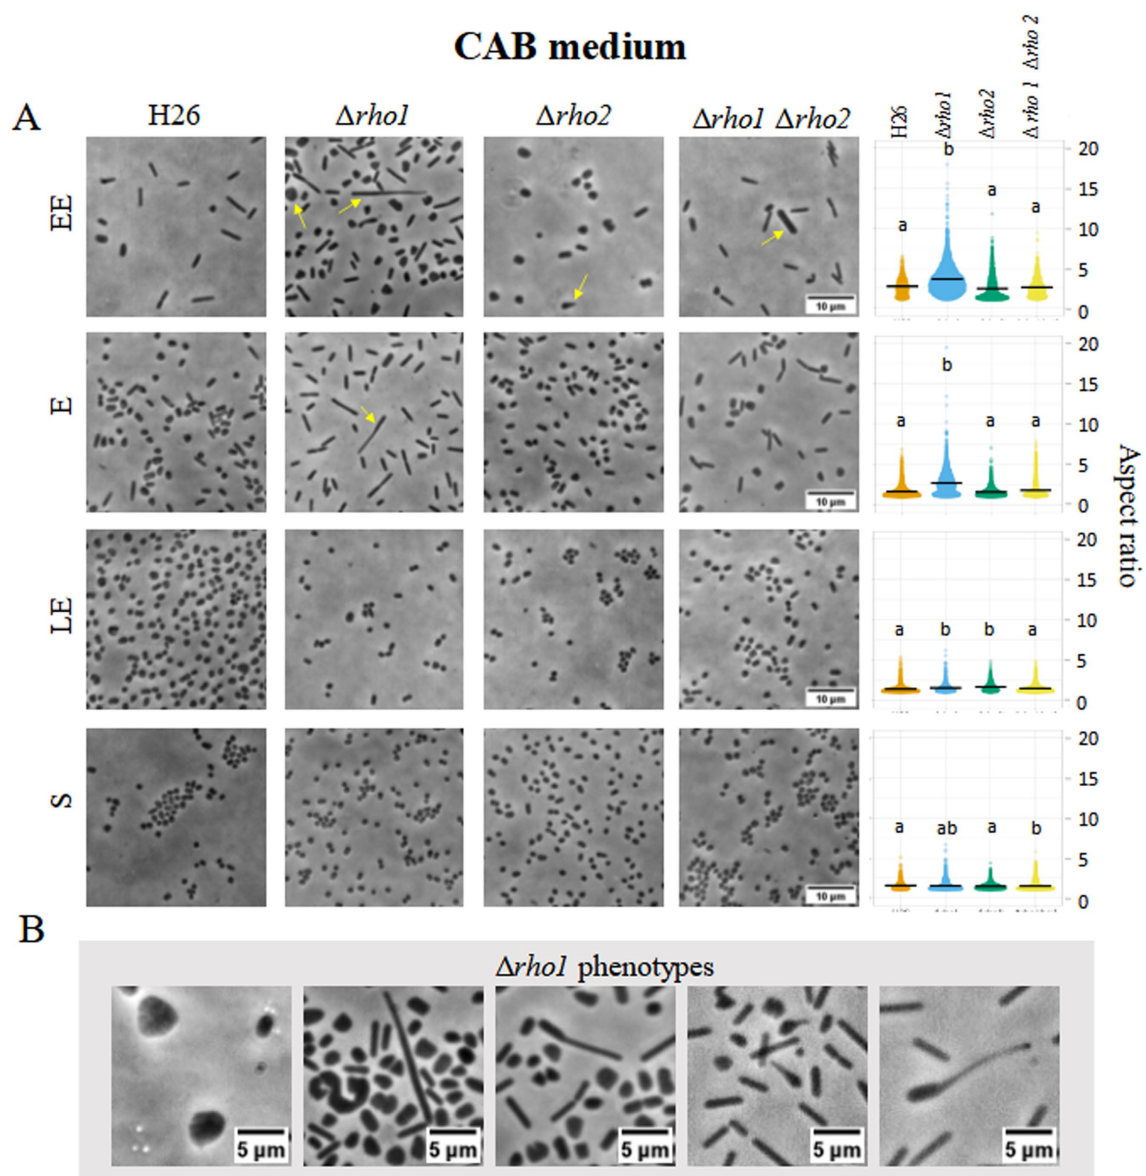 CAB medium
A
H26
Δrho1
Δrho2
Δrho1 Δrho2
H26
Δrho1
Δrho2
Δ rho 1 Δrho 2
EE
10 µm
a
b
a
a
20
15
10
5
0
E
10 µm
a
b
a
a
20
15
10
5
0
Aspect ratio
LE
10 µm
a
b
b
a
20
15
10
5
0
S
10 µm
a
ab
a
b
20
15
10
5
0
B
Δrho1 phenotypes
5 µm
5 µm
5 µm
5 µm
5 µm